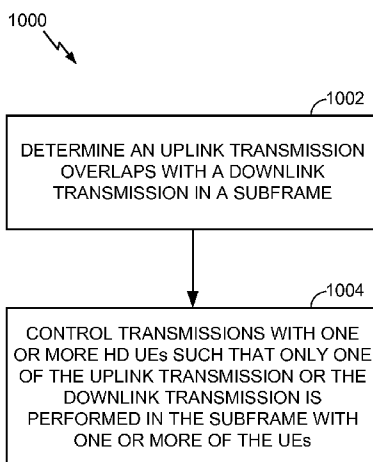 1000
1002
DETERMINE AN UPLINK TRANSMISSION
OVERLAPS WITH A DOWNLINK
TRANSMISSION IN A SUBFRAME
1004
CONTROL TRANSMISSIONS WITH ONE
OR MORE HD UEs SUCH THAT ONLY ONE
OF THE UPLINK TRANSMISSION OR THE
DOWNLINK TRANSMISSION IS
PERFORMED IN THE SUBFRAME WITH
ONE OR MORE OF THE UEs